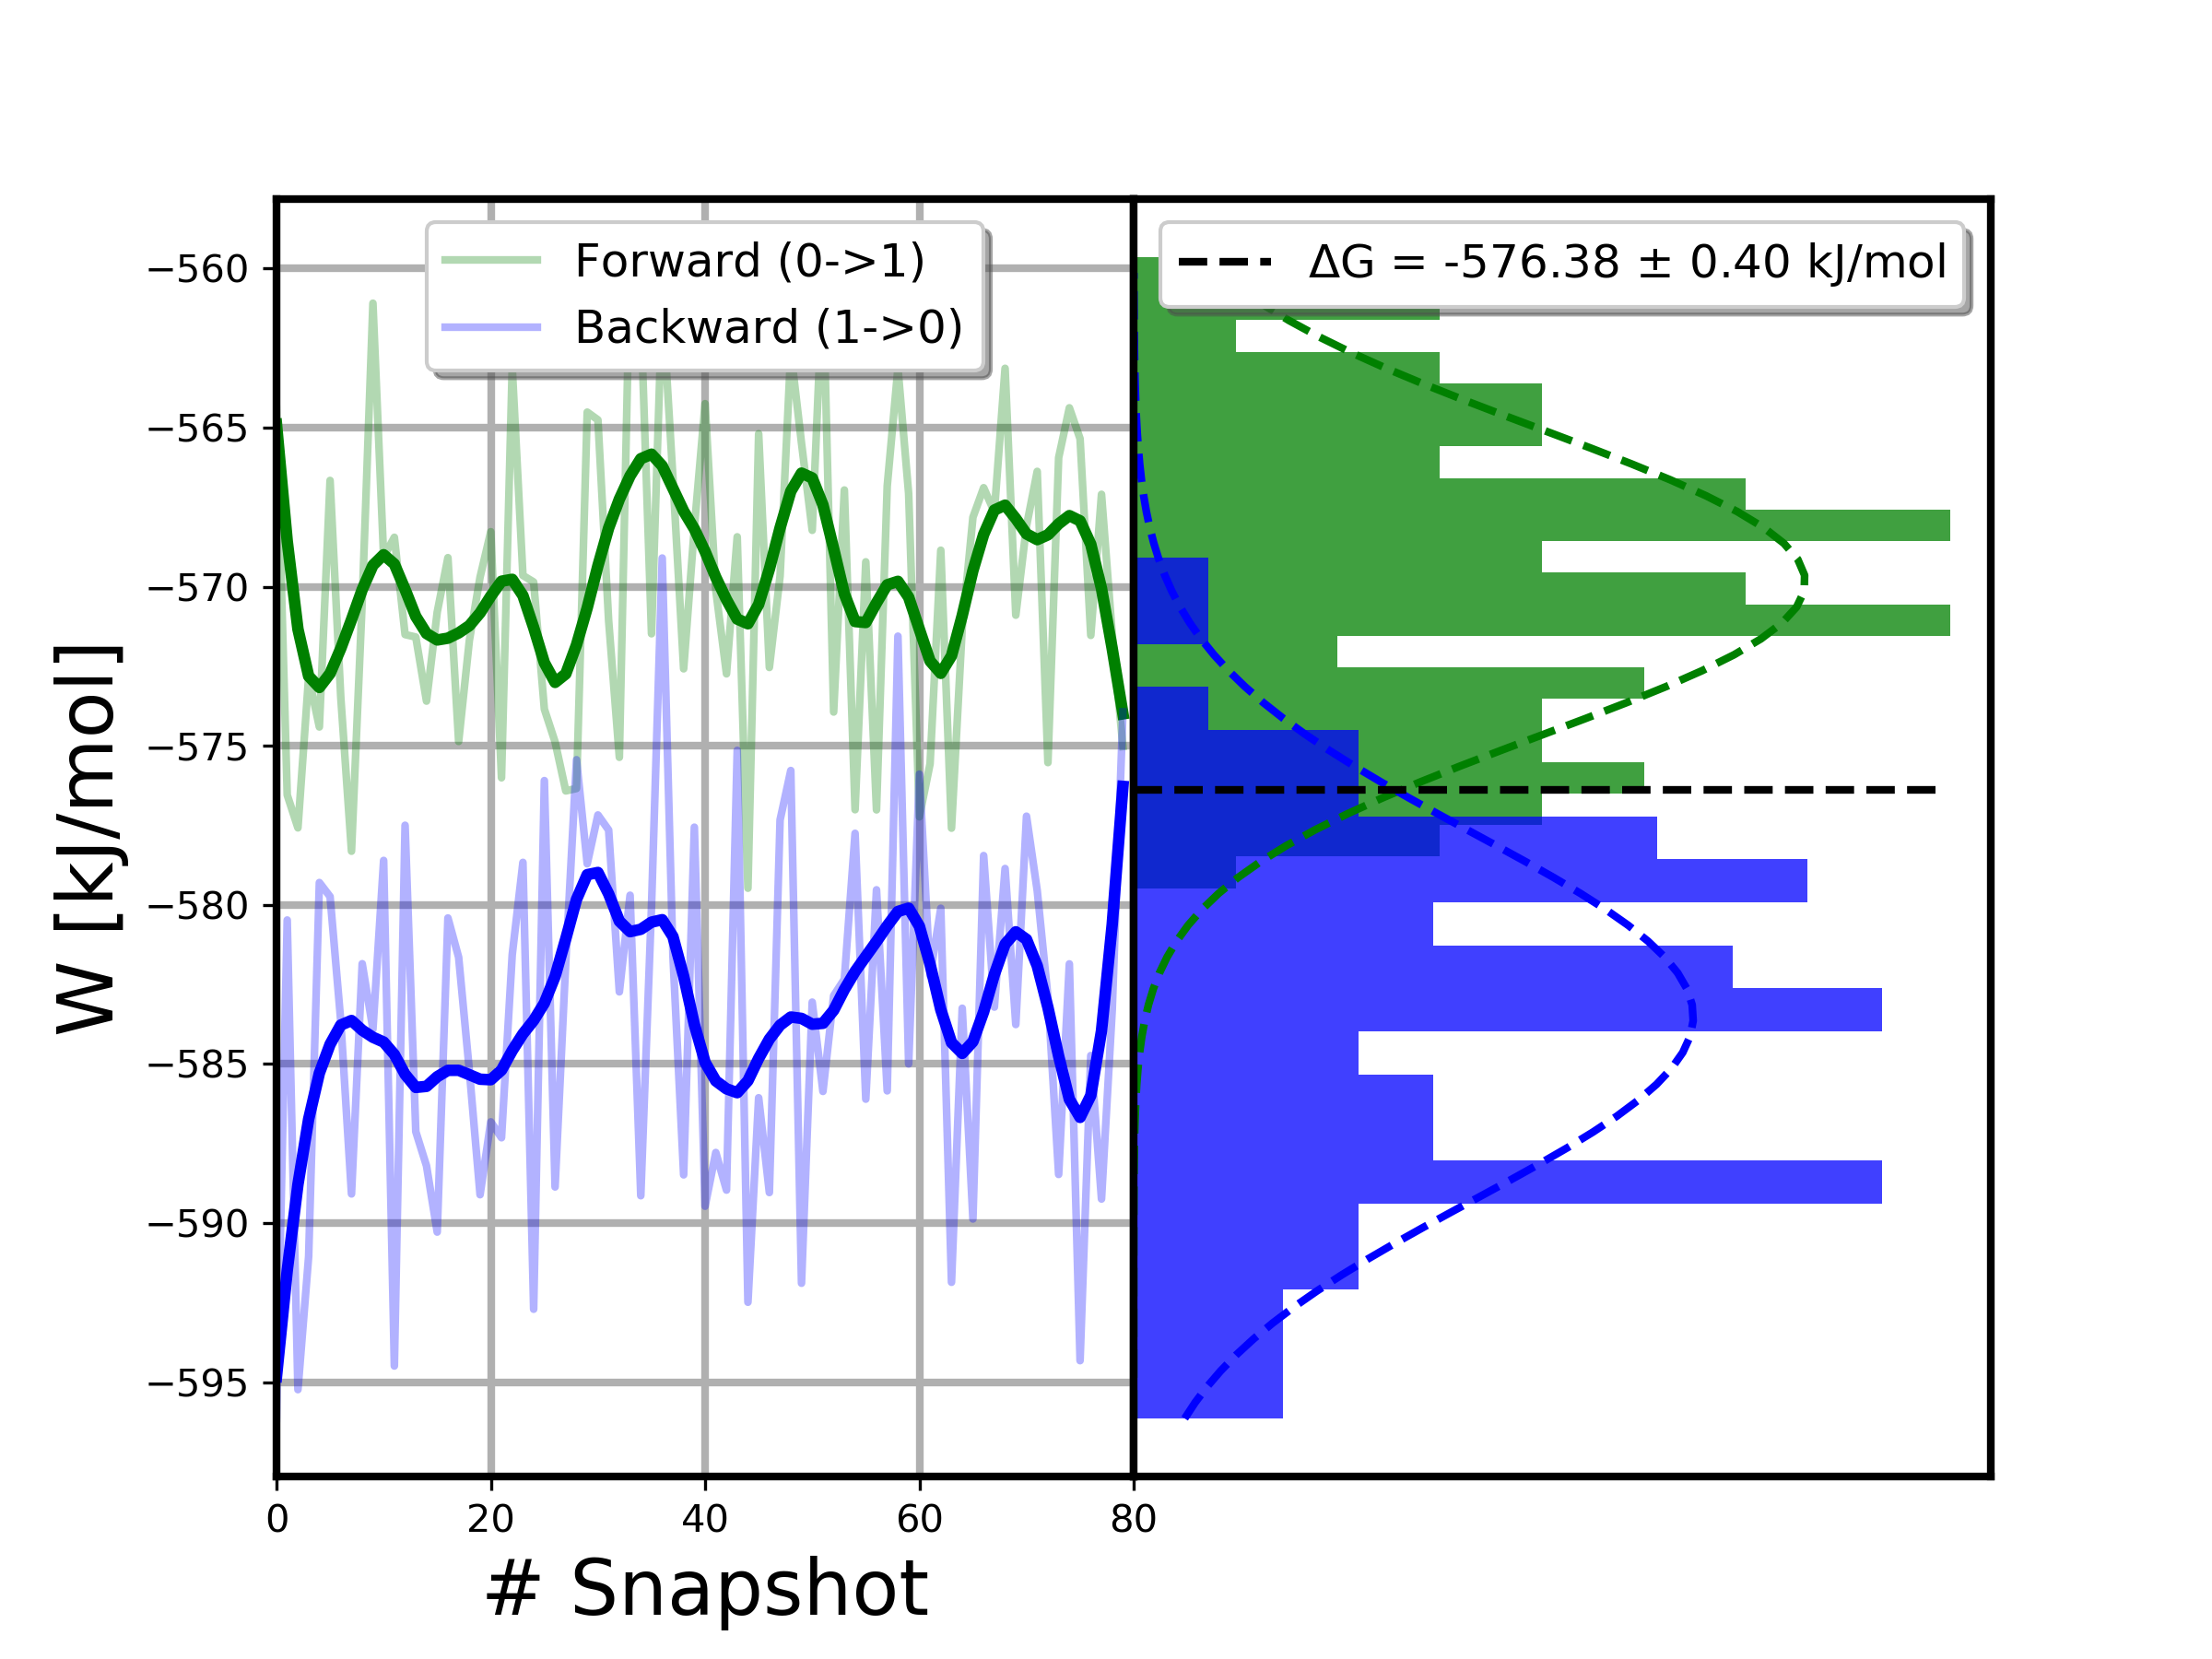 Forward (0->1)
Backward (1->0)
ΔG = -576.38 ± 0.40 kJ/mol
W [kJ/mol]
−560
−565
−570
−575
−580
−585
−590
−595
0 20 40 60 80
# Snapshot